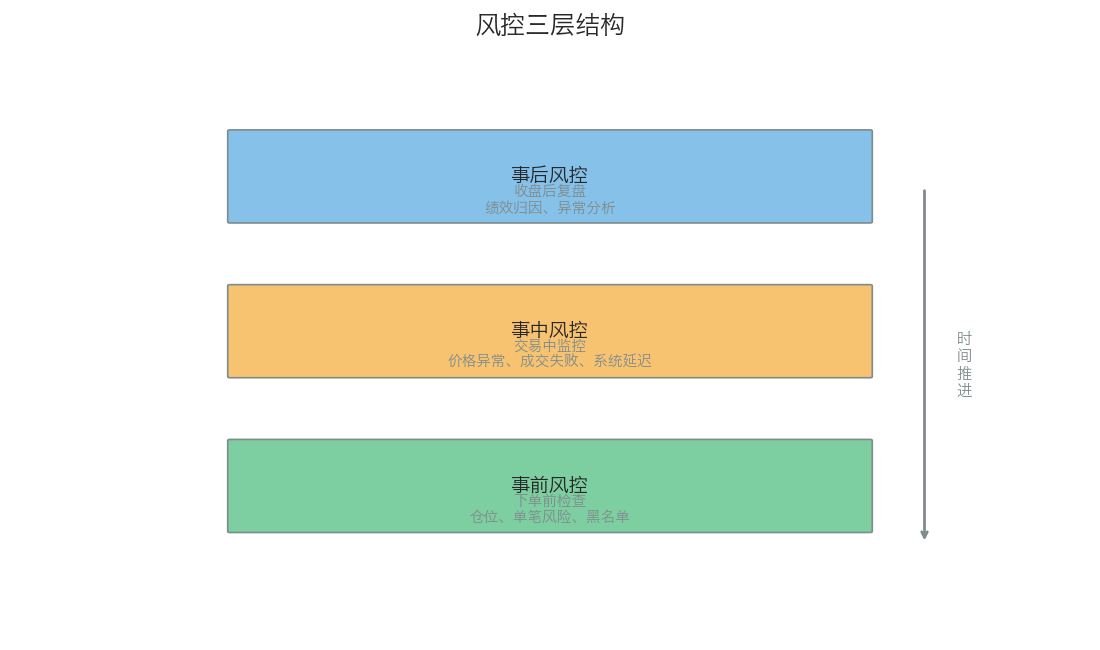 风控三层结构
事后风控
收盘后复盘
绩效归因、异常分析
事中风控
交易中监控
价格异常、成交失败、系统延迟
事前风控
下单前检查
仓位、单笔风险、黑名单
时
间
推
进